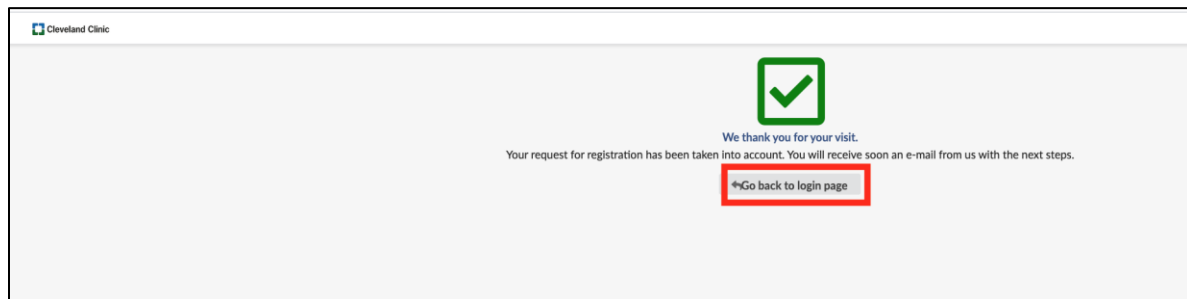 Cleveland Clinic
We thank you for your visit.
Your request for registration has been taken into account. You will receive soon an e-mail from us with the next steps.
Go back to login page